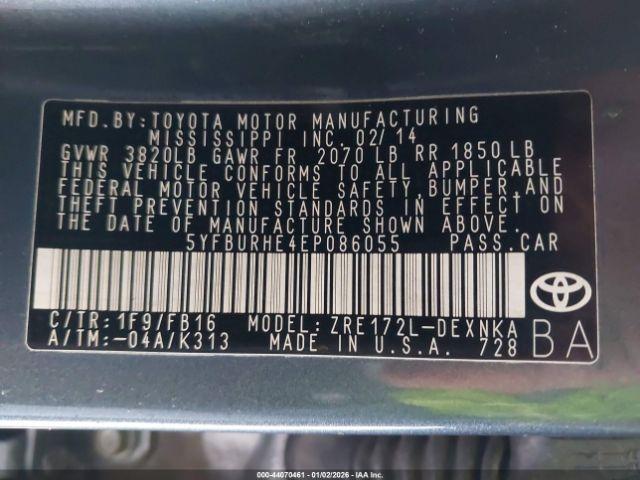 MFD.BY:TOYOTA MOTOR MANUFACTURING
MISSISSIPPI INC. 02/14
GVWR 3820LB GAWR FR 2070 LB RR 1850 LB
THIS VEHICLE CONFORMS TO ALL APPLICABLE
FEDERAL MOTOR VEHICLE SAFETY, BUMPER, AND
THEFT PREVENTION STANDARDS IN EFFECT ON
THE DATE OF MANUFACTURE SHOWN ABOVE.
5YFBURHE4EP086055 PASS.CAR
C/TR:1F9/FB16 MODEL: ZRE172L-DEXNKA
A/TM:-04A/K313 MADE IN U.S.A. 728
BA
000-44070461 - 01/02/2026 - IAA Inc.